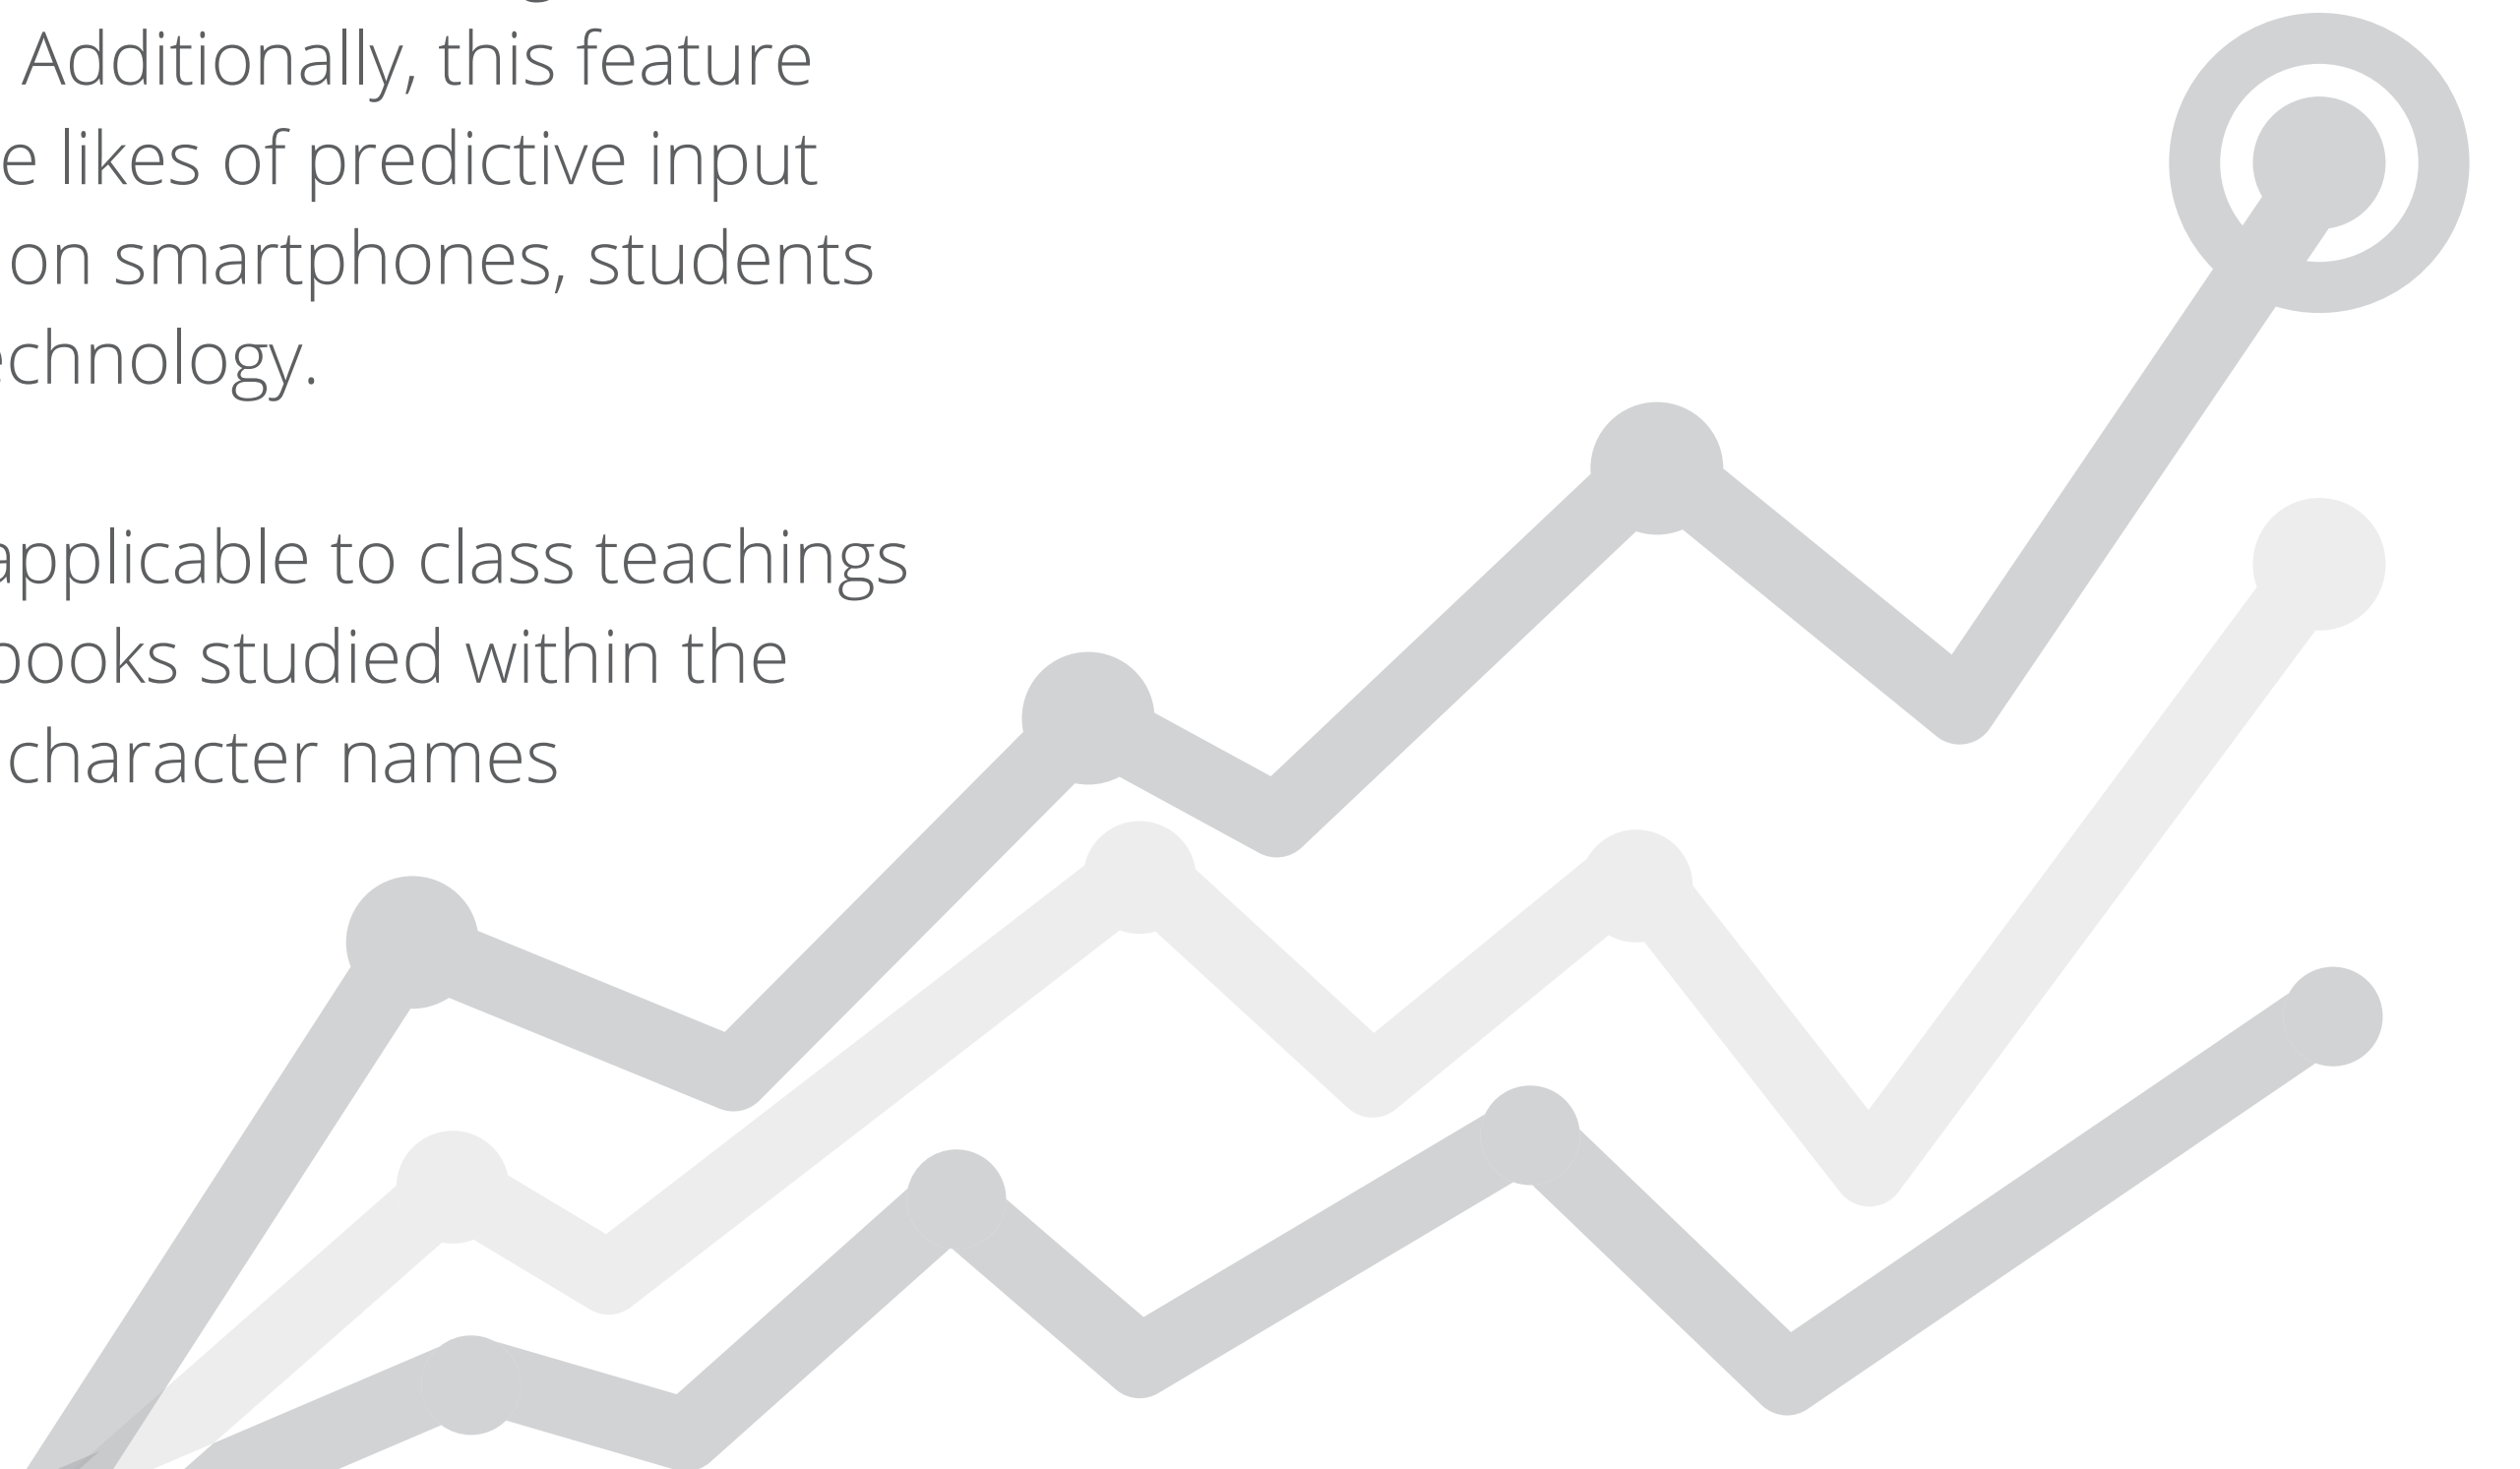 Additionally, this feature
likes of predictive input
on smartphones, students
chnology.
applicable to class teachings
books studied within the
character names